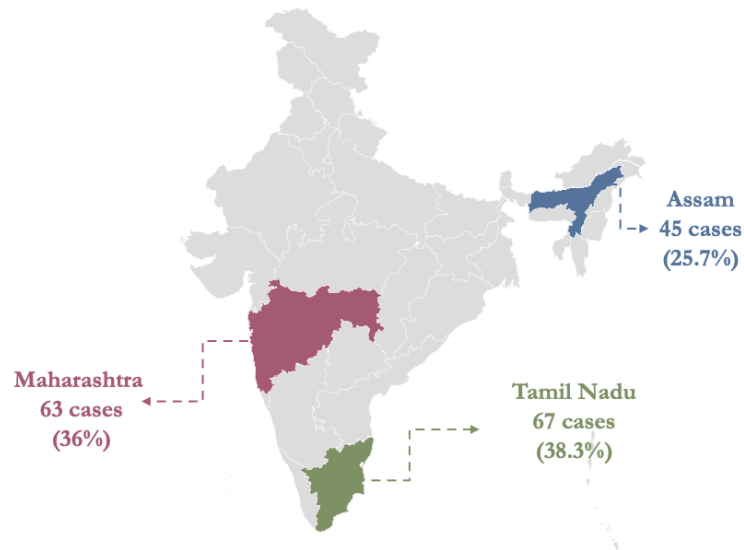 Assam
45 cases
(25.7%)
Maharashtra
63 cases
(36%)
Tamil Nadu
67 cases
(38.3%)